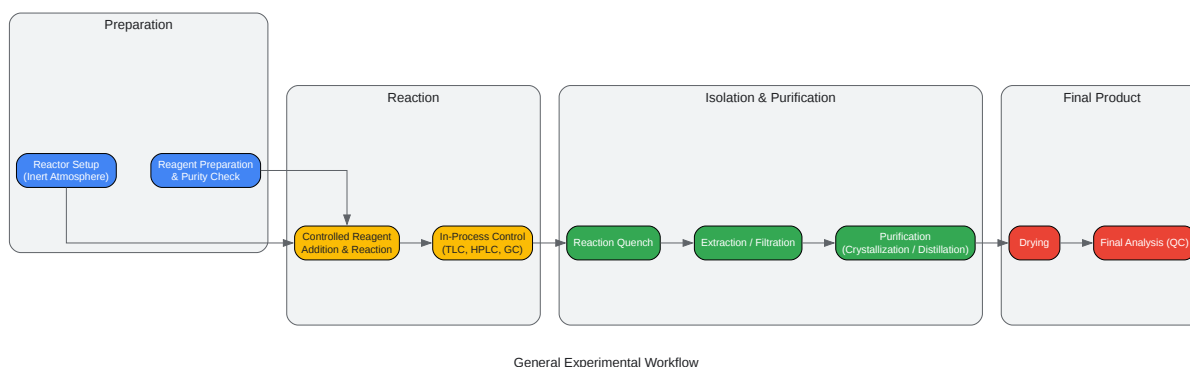 Preparation
Reactor Setup
(Inert Atmosphere)
Reagent Preparation
& Purity Check
Reaction
Controlled Reagent
Addition & Reaction
In-Process Control
(TLC, HPLC, GC)
Isolation & Purification
Reaction Quench
Extraction / Filtration
Purification
(Crystallization / Distillation)
Final Product
Drying
Final Analysis (QC)
General Experimental Workflow